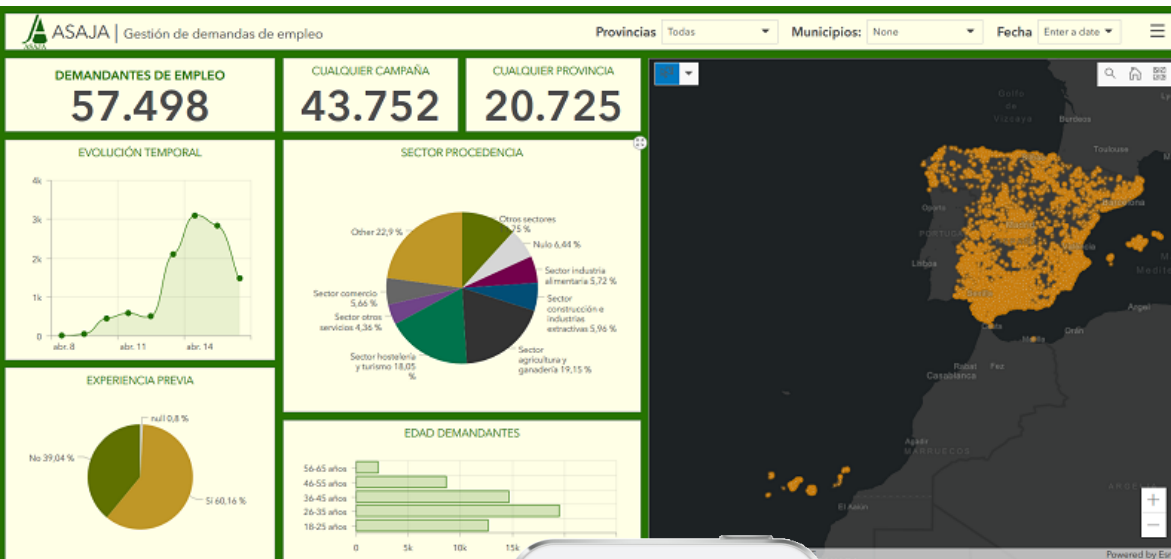 ASAJA | Gestión de demandas de empleo
ASAJA
Provincias Todas
Municipios: None
Fecha Enter a date
DEMANDANTES DE EMPLEO
57.498
CUALQUIER CAMPAÑA
43.752
CUALQUIER PROVINCIA
20.725
EVOLUCIÓN TEMPORAL
4k
3k
2k
1k
0
abr. 8
abr. 11
abr. 14
SECTOR PROCEDENCIA
Otros sectores
75 %
Nulo 6,44 %
Sector industria
alimentaria 5,72 %
Sector
construcción e
industrias
extractivas 5,96 %
Sector
agricultura y
ganadería 19,15 %
Sector hostelería
y turismo 18,05
%
Sector otros
servicios 4,36 %
Sector comercio
5,66 %
Other 22,9 %
EXPERIENCIA PREVIA
null 0,8 %
No 39,04 %
Sí 60,16 %
EDAD DEMANDANTES
56-65 años
46-55 años
36-45 años
26-35 años
18-25 años
0
5k
10k
15k
Golfo
de
Vizcaya
Burdeos
Toulouse
Oporto
Barcelona
Madrid
PORTUGAL
Lisboa
Sevilla
Argel
Orán
Melilla
Rabat
Fez
Casablanca
Agadir
MARRUECOS
El Aaiún
+
−
Powered by Esri